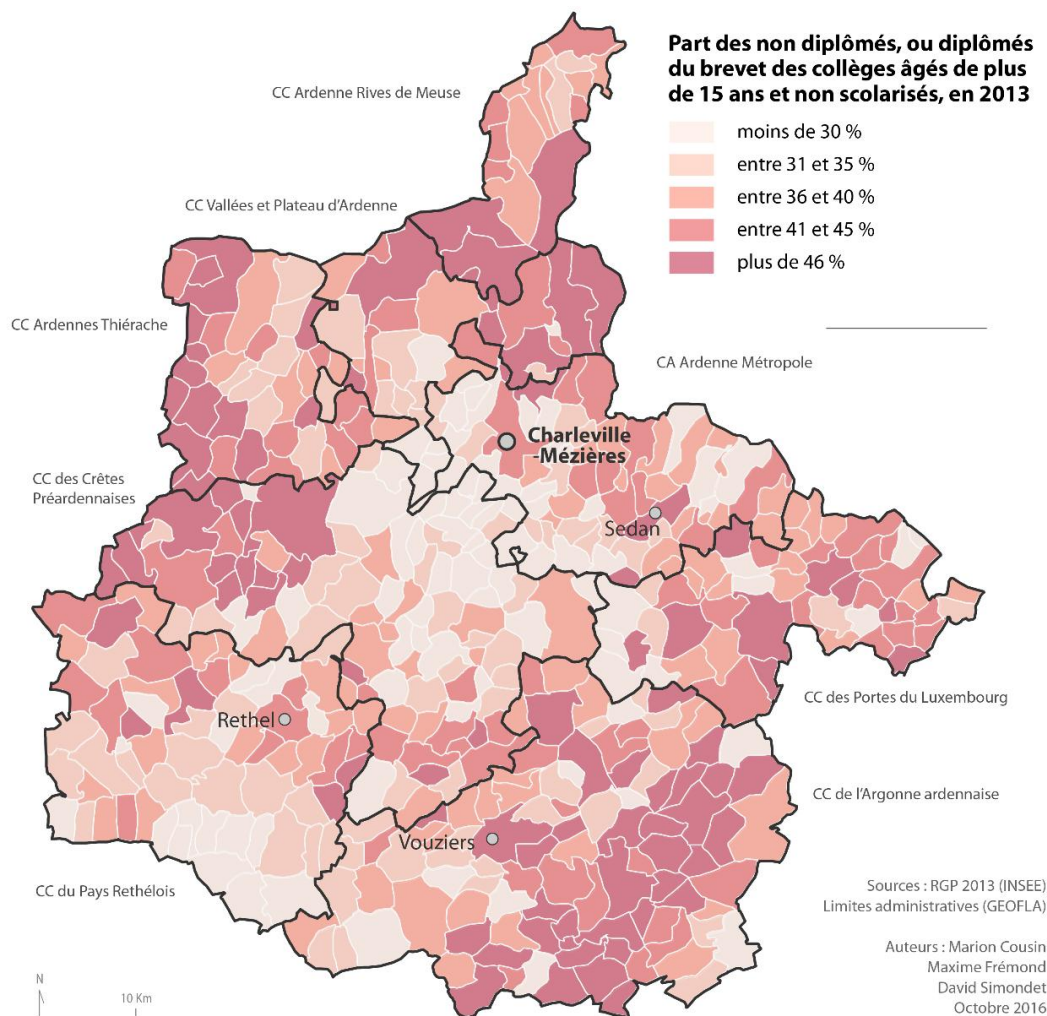 Part des non diplômés, ou diplômés
du brevet des collèges âgés de plus
de 15 ans et non scolarisés, en 2013
moins de 30 %
entre 31 et 35 %
entre 36 et 40 %
entre 41 et 45 %
plus de 46 %
CC Ardenne Rives de Meuse
CC Vallées et Plateau d'Ardenne
CC Ardennes Thiérache
CA Ardenne Métropole
Charleville
-Mézières
CC des Crêtes
Préardennaises
Sedan
CC des Portes du Luxembourg
Rethel
CC de l'Argonne ardennaise
Vouziers
CC du Pays Rethélois
Sources : RGP 2013 (INSEE)
Limites administratives (GEOFLA)
Auteurs : Marion Cousin
Maxime Frémond
David Simondet
Octobre 2016
N
10 Km